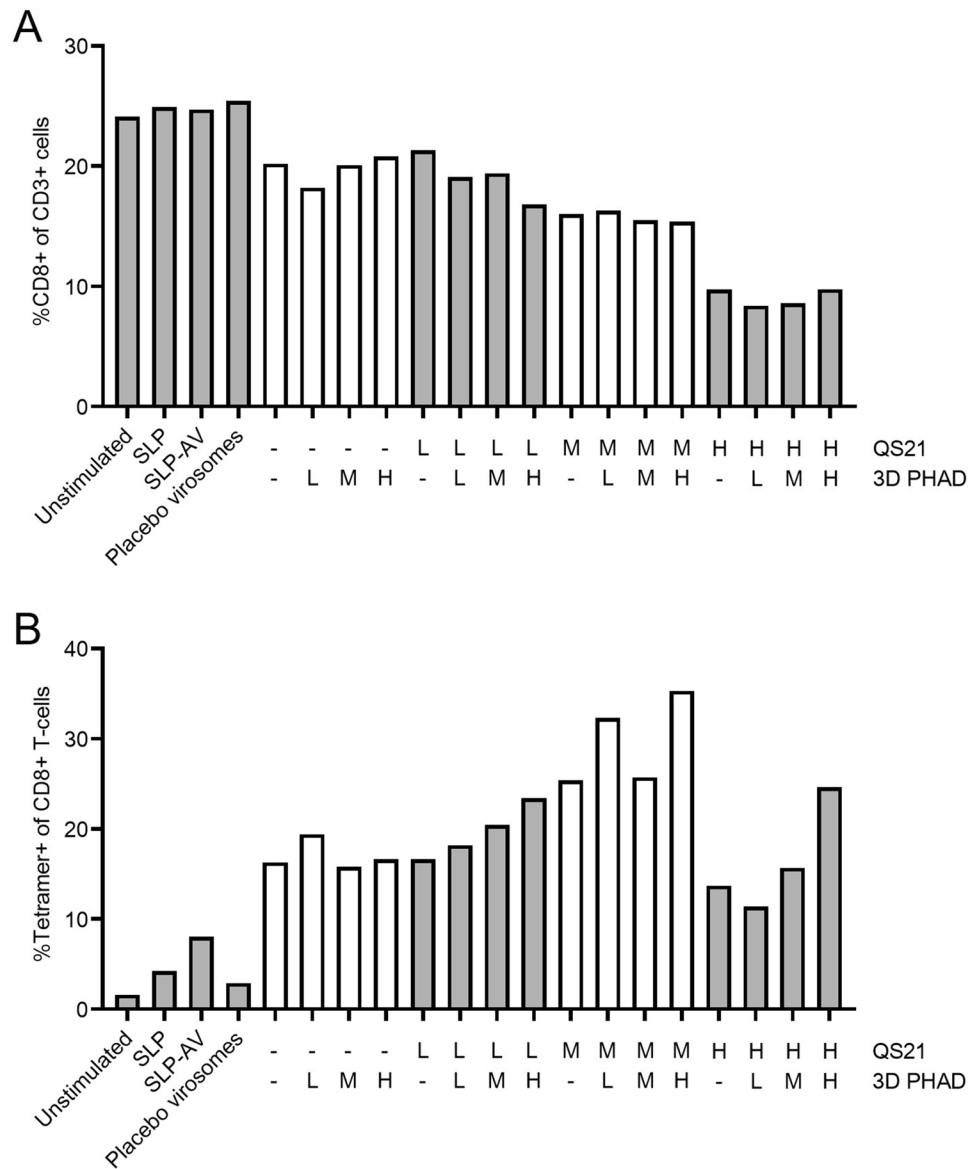 A
%CD8+ of CD3+ cells
30
20
10
0
Unstimulated
SLP
SLP-AV
Placebo virosomes
- - - - L L L L M M M M H H H H QS21
- L M H - L M H - L M H - L M H 3D PHAD
B
%Tetramer+ of CD8+ T-cells
40
30
20
10
0
Unstimulated
SLP
SLP-AV
Placebo virosomes
- - - - L L L L M M M M H H H H QS21
- L M H - L M H - L M H - L M H 3D PHAD